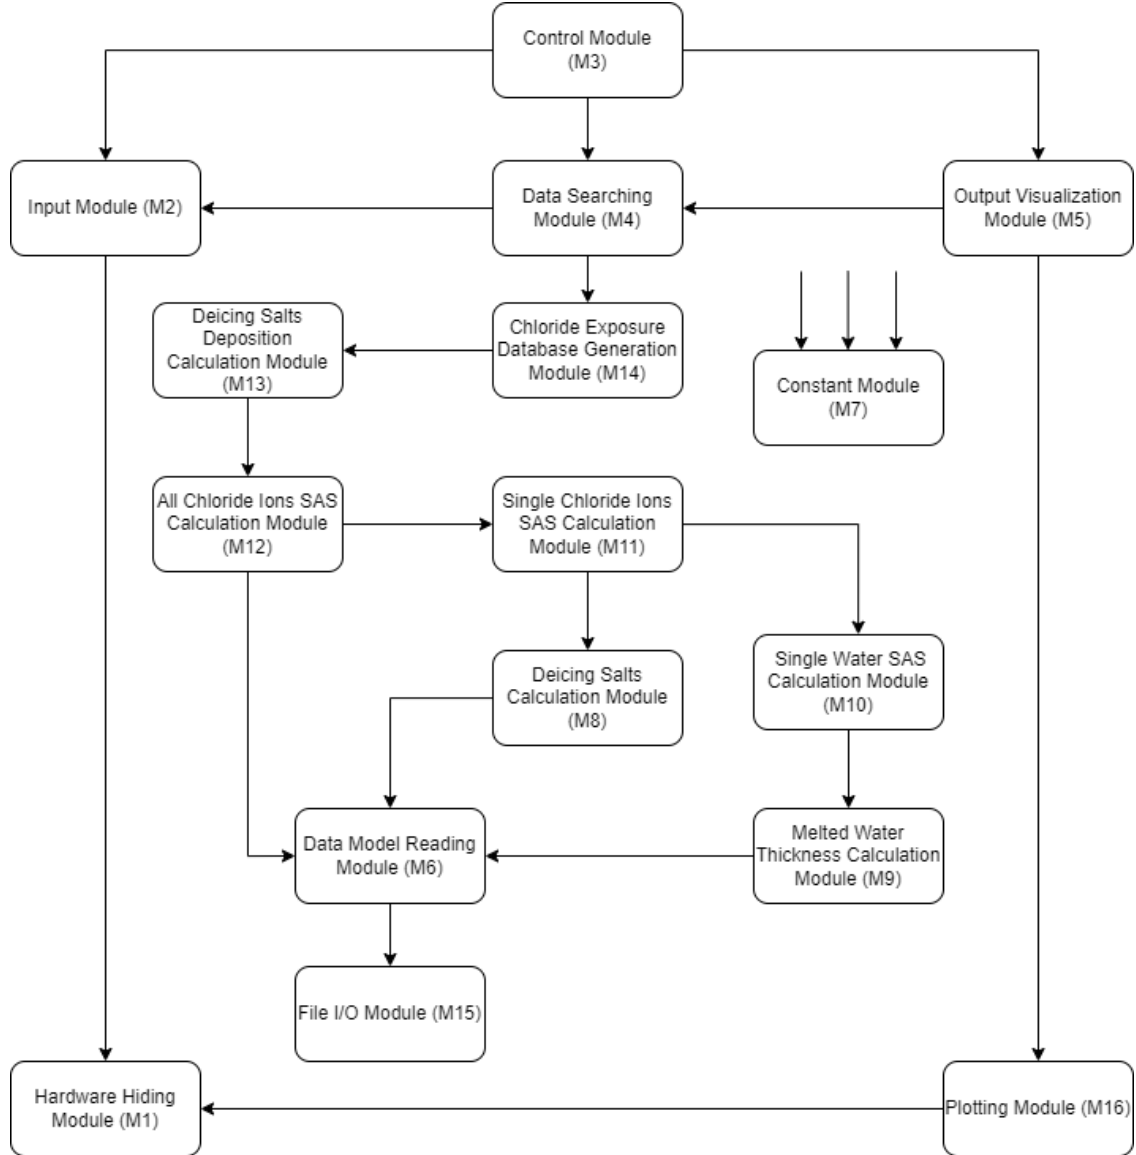 Control Module
(M3)
Input Module (M2)
Data Searching
Module (M4)
Output Visualization
Module (M5)
Deicing Salts
Deposition
Calculation Module
(M13)
Chloride Exposure
Database Generation
Module (M14)
Constant Module
(M7)
All Chloride Ions SAS
Calculation Module
(M12)
Single Chloride Ions
SAS Calculation
Module (M11)
Deicing Salts
Calculation Module
(M8)
Single Water SAS
Calculation Module
(M10)
Data Model Reading
Module (M6)
Melted Water
Thickness Calculation
Module (M9)
File I/O Module (M15)
Hardware Hiding
Module (M1)
Plotting Module (M16)